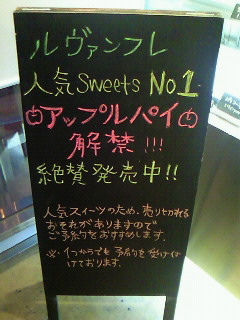 ルヴァンフレ
人気Sweets No1
アップルパイ
解禁!!!
絶賛発売中!!
人気スイーツのため、売り切れる
おそれがありますので
ご予約をおすすめします。
※1つからでも予約を受け付
けております。